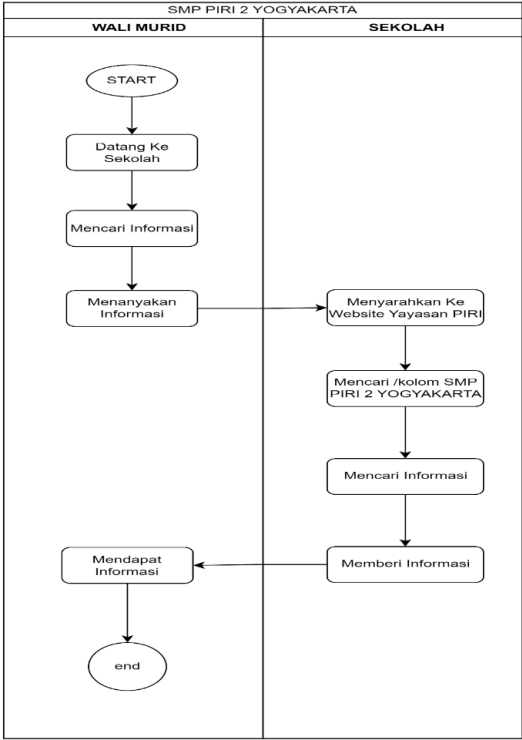 SMP PIRI 2 YOGYAKARTA
WALI MURID
SEKOLAH
START
Datang Ke
Sekolah
Mencari Informasi
Menanyakan
Informasi
Menyarahkan Ke
Website Yayasan PIRI
Mencari /kolom SMP
PIRI 2 YOGYAKARTA
Mencari Informasi
Memberi Informasi
Mendapat
Informasi
end